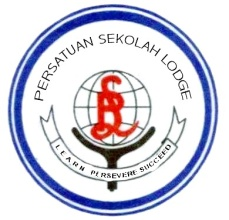 PERSATUAN SEKOLAH LODGE
LEARN PERSEVERE SUCCEED